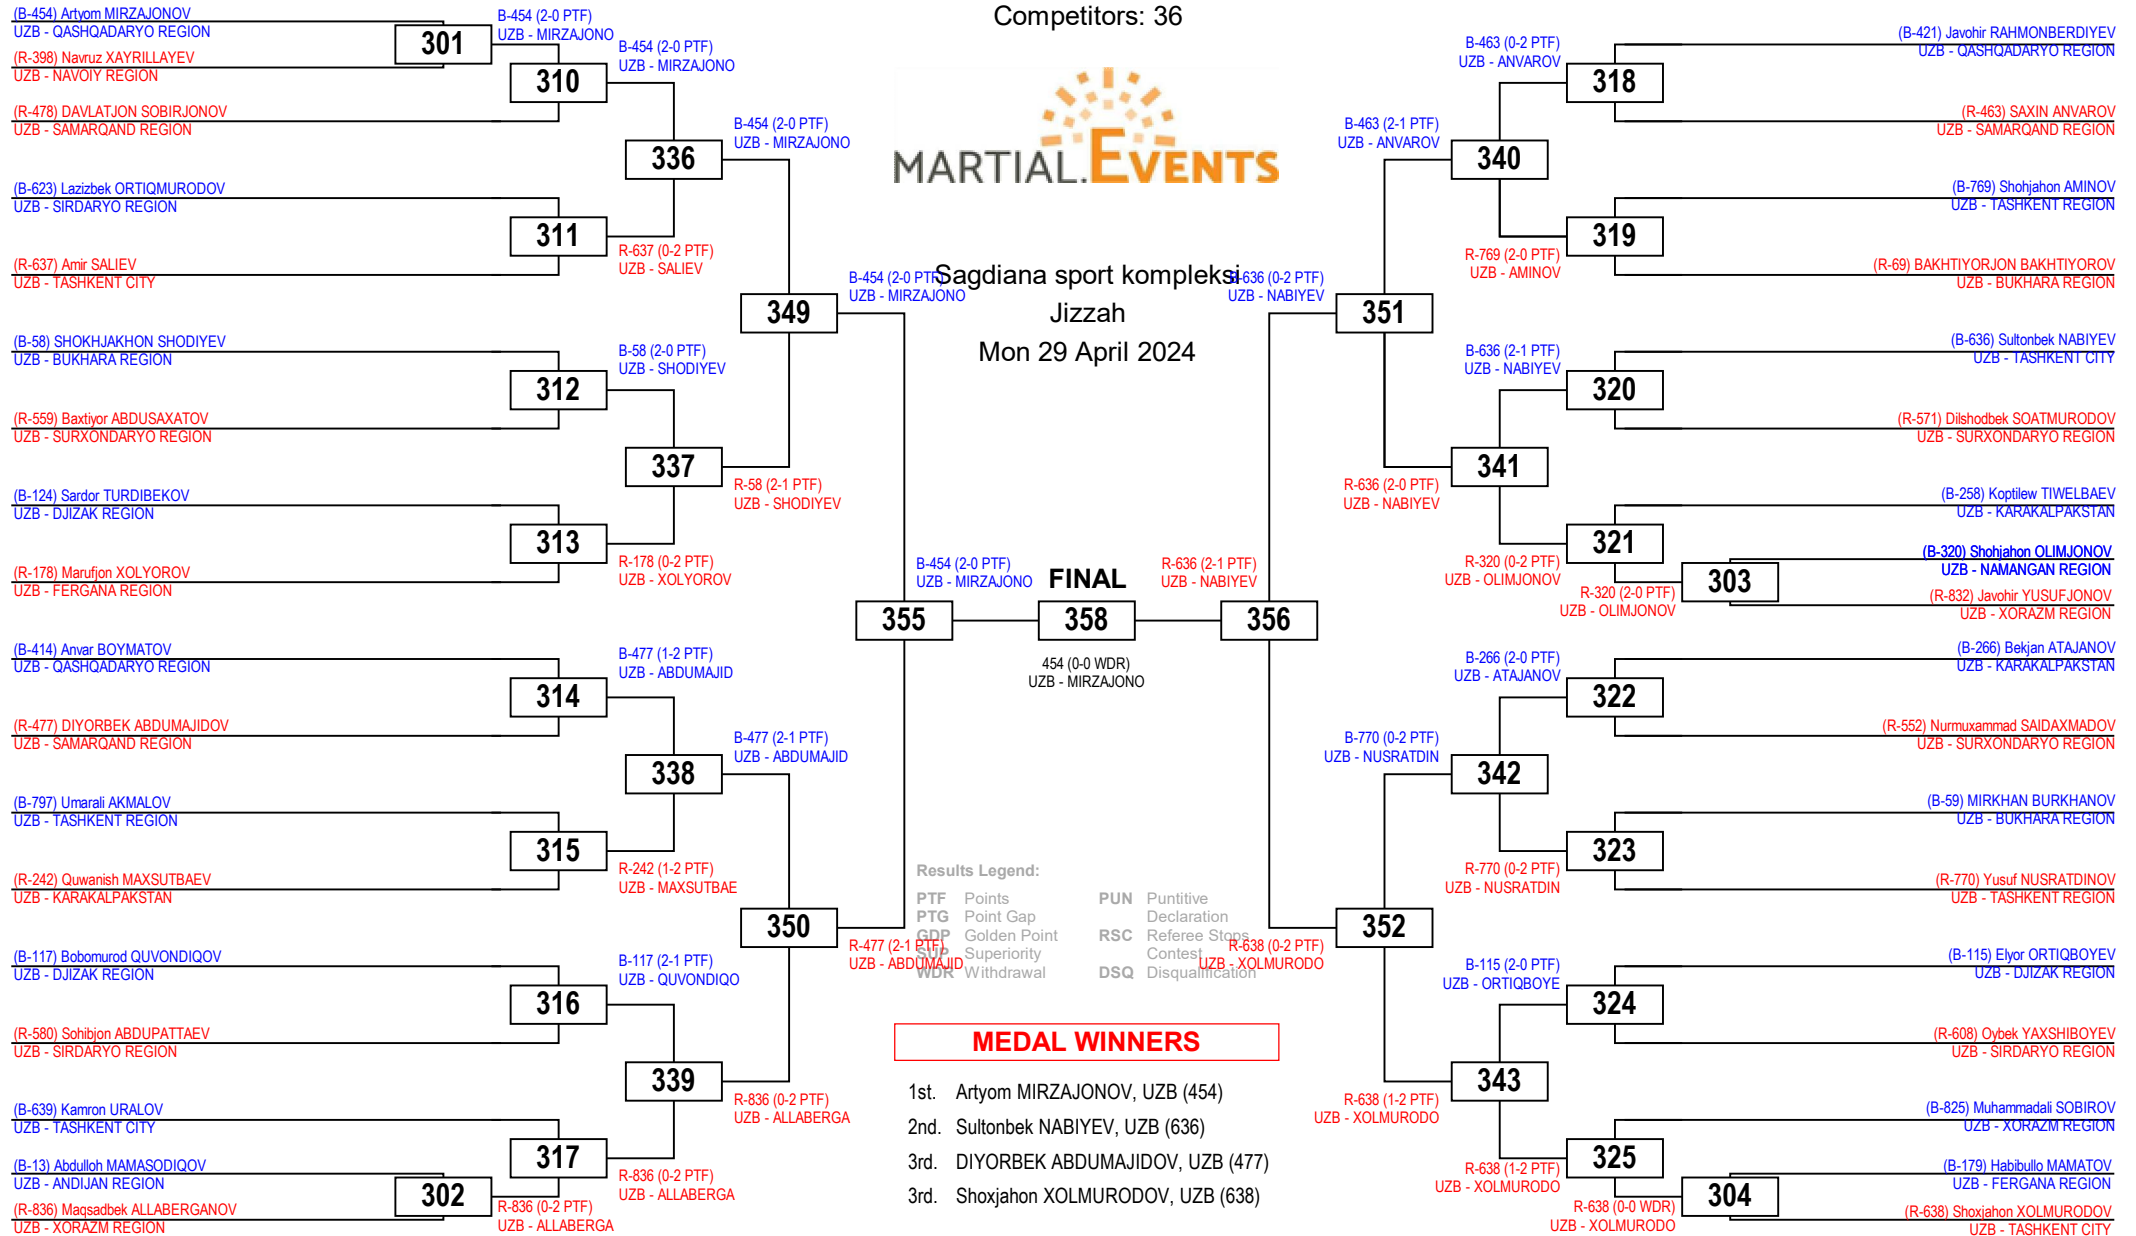 Competitors: 36
MARTIAL.EVENTS
Sagdiana sport kompleksi
Jizzah
Mon 29 April 2024
(B-454) Artyom MIRZAJONOV
UZB - QASHQADARYO REGION
(R-398) Navruz XAYRILLAYEV
UZB - NAVOIY REGION
301
B-454 (2-0 PTF)
UZB - MIRZAJONO
(R-478) DAVLATJON SOBIRJONOV
UZB - SAMARQAND REGION
310
B-454 (2-0 PTF)
UZB - MIRZAJONO
(B-623) Lazizbek ORTIQMURODOV
UZB - SIRDARYO REGION
(R-637) Amir SALIEV
UZB - TASHKENT CITY
311
R-637 (0-2 PTF)
UZB - SALIEV
336
B-454 (2-0 PTF)
UZB - MIRZAJONO
(B-58) SHOKHJAKHON SHODIYEV
UZB - BUKHARA REGION
(R-559) Baxtiyor ABDUSAXATOV
UZB - SURXONDARYO REGION
312
B-58 (2-0 PTF)
UZB - SHODIYEV
(B-124) Sardor TURDIBEKOV
UZB - DJIZAK REGION
(R-178) Marufjon XOLYOROV
UZB - FERGANA REGION
313
R-178 (0-2 PTF)
UZB - XOLYOROV
337
R-58 (2-1 PTF)
UZB - SHODIYEV
349
B-454 (2-0 PTF)
UZB - MIRZAJONO
(B-414) Anvar BOYMATOV
UZB - QASHQADARYO REGION
(R-477) DIYORBEK ABDUMAJIDOV
UZB - SAMARQAND REGION
314
B-477 (1-2 PTF)
UZB - ABDUMAJID
(B-797) Umarali AKMALOV
UZB - TASHKENT REGION
(R-242) Quwanish MAXSUTBAEV
UZB - KARAKALPAKSTAN
315
R-242 (1-2 PTF)
UZB - MAXSUTBAE
338
B-477 (2-1 PTF)
UZB - ABDUMAJID
(B-117) Bobomurod QUVONDIQOV
UZB - DJIZAK REGION
(R-580) Sohibjon ABDUPATTAEV
UZB - SIRDARYO REGION
316
B-117 (2-1 PTF)
UZB - QUVONDIQO
(B-639) Kamron URALOV
UZB - TASHKENT CITY
(B-13) Abdulloh MAMASODIQOV
UZB - ANDIJAN REGION
(R-836) Maqsadbek ALLABERGANOV
UZB - XORAZM REGION
302
R-836 (0-2 PTF)
UZB - ALLABERGA
317
R-836 (0-2 PTF)
UZB - ALLABERGA
339
R-836 (0-2 PTF)
UZB - ALLABERGA
350
R-477 (2-1 PTF)
UZB - ABDUMAJID
355
B-454 (2-0 PTF)
UZB - MIRZAJONO
FINAL
358
454 (0-0 WDR)
UZB - MIRZAJONO
R-636 (2-1 PTF)
UZB - NABIYEV
356
B-636 (0-2 PTF)
UZB - NABIYEV
351
B-463 (2-1 PTF)
UZB - ANVAROV
340
B-463 (0-2 PTF)
UZB - ANVAROV
318
(B-421) Javohir RAHMONBERDIYEV
UZB - QASHQADARYO REGION
(R-463) SAXIN ANVAROV
UZB - SAMARQAND REGION
R-769 (2-0 PTF)
UZB - AMINOV
319
(B-769) Shohjahon AMINOV
UZB - TASHKENT REGION
(R-69) BAKHTIYORJON BAKHTIYOROV
UZB - BUKHARA REGION
R-636 (2-0 PTF)
UZB - NABIYEV
341
B-636 (2-1 PTF)
UZB - NABIYEV
320
(B-636) Sultonbek NABIYEV
UZB - TASHKENT CITY
(R-571) Dilshodbek SOATMURODOV
UZB - SURXONDARYO REGION
R-320 (0-2 PTF)
UZB - OLIMJONOV
321
(B-258) Koptilew TIWELBAEV
UZB - KARAKALPAKSTAN
R-320 (2-0 PTF)
UZB - OLIMJONOV
303
(B-320) Shohjahon OLIMJONOV
UZB - NAMANGAN REGION
(R-832) Javohir YUSUFJONOV
UZB - XORAZM REGION
R-638 (0-2 PTF)
UZB - XOLMURODO
352
B-770 (0-2 PTF)
UZB - NUSRATDIN
342
B-266 (2-0 PTF)
UZB - ATAJANOV
322
(B-266) Bekjan ATAJANOV
UZB - KARAKALPAKSTAN
(R-552) Nurmuxammad SAIDAXMADOV
UZB - SURXONDARYO REGION
R-770 (0-2 PTF)
UZB - NUSRATDIN
323
(B-59) MIRKHAN BURKHANOV
UZB - BUKHARA REGION
(R-770) Yusuf NUSRATDINOV
UZB - TASHKENT REGION
R-638 (1-2 PTF)
UZB - XOLMURODO
343
B-115 (2-0 PTF)
UZB - ORTIQBOYE
324
(B-115) Elyor ORTIQBOYEV
UZB - DJIZAK REGION
(R-608) Oybek YAXSHIBOYEV
UZB - SIRDARYO REGION
R-638 (1-2 PTF)
UZB - XOLMURODO
325
(B-825) Muhammadali SOBIROV
UZB - XORAZM REGION
R-638 (0-0 WDR)
UZB - XOLMURODO
304
(B-179) Habibullo MAMATOV
UZB - FERGANA REGION
(R-638) Shoxjahon XOLMURODOV
UZB - TASHKENT CITY
Results Legend:
PTF Points
PTG Point Gap
GDP Golden Point
SUP Superiority
WDR Withdrawal
PUN Puntitive
Declaration
RSC Referee Stops
Contest
DSQ Disqualification
MEDAL WINNERS
1st. Artyom MIRZAJONOV, UZB (454)
2nd. Sultonbek NABIYEV, UZB (636)
3rd. DIYORBEK ABDUMAJIDOV, UZB (477)
3rd. Shoxjahon XOLMURODOV, UZB (638)